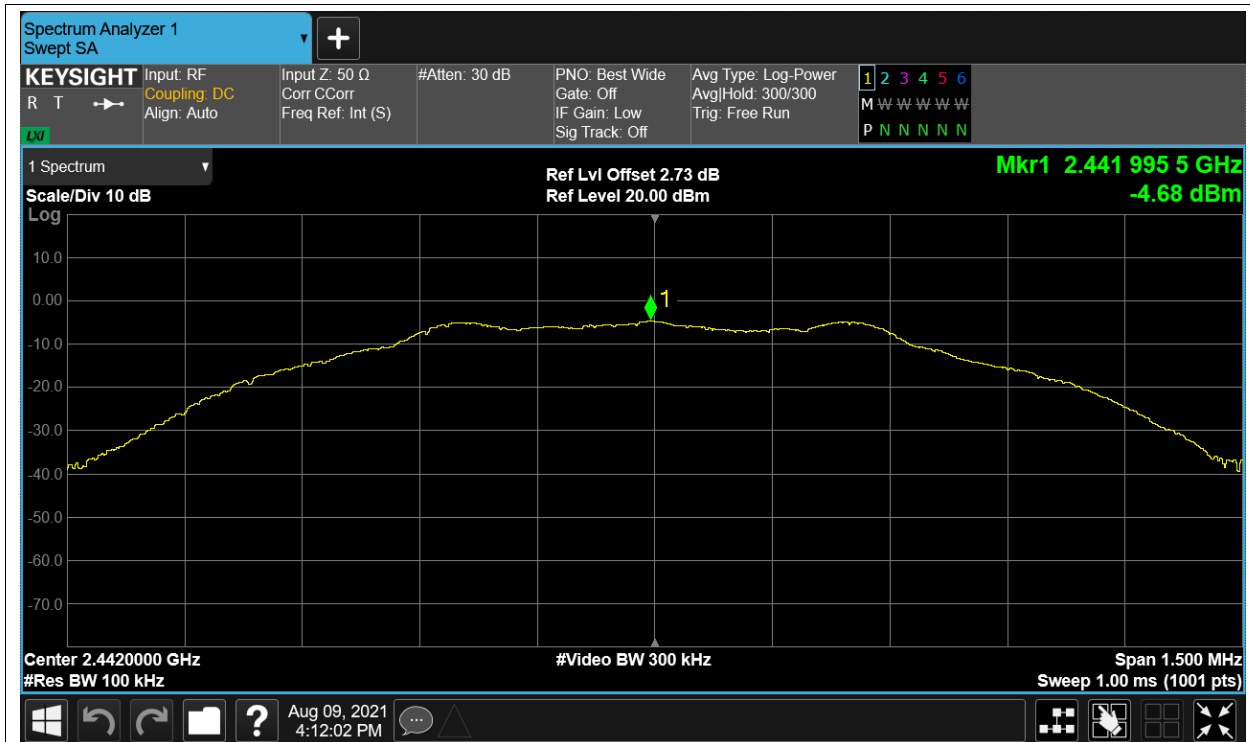 Spectrum Analyzer 1
Swept SA
KEYSIGHT
R T
LXI
Input: RF
Coupling: DC
Align: Auto
Input Z: 50 Ω
Corr CCorr
Freq Ref: Int (S)
#Atten: 30 dB
PNO: Best Wide
Gate: Off
IF Gain: Low
Sig Track: Off
Avg Type: Log-Power
Avg|Hold: 300/300
Trig: Free Run
1 2 3 4 5 6
M W W W W W
P N N N N N
1 Spectrum
Scale/Div 10 dB
Ref Lvl Offset 2.73 dB
Ref Level 20.00 dBm
Mkr1 2.441 995 5 GHz
-4.68 dBm
Log
10.0
0.00
1
-10.0
-20.0
-30.0
-40.0
-50.0
-60.0
-70.0
Center 2.4420000 GHz
#Res BW 100 kHz
#Video BW 300 kHz
Span 1.500 MHz
Sweep 1.00 ms (1001 pts)
?
Aug 09, 2021
4:12:02 PM